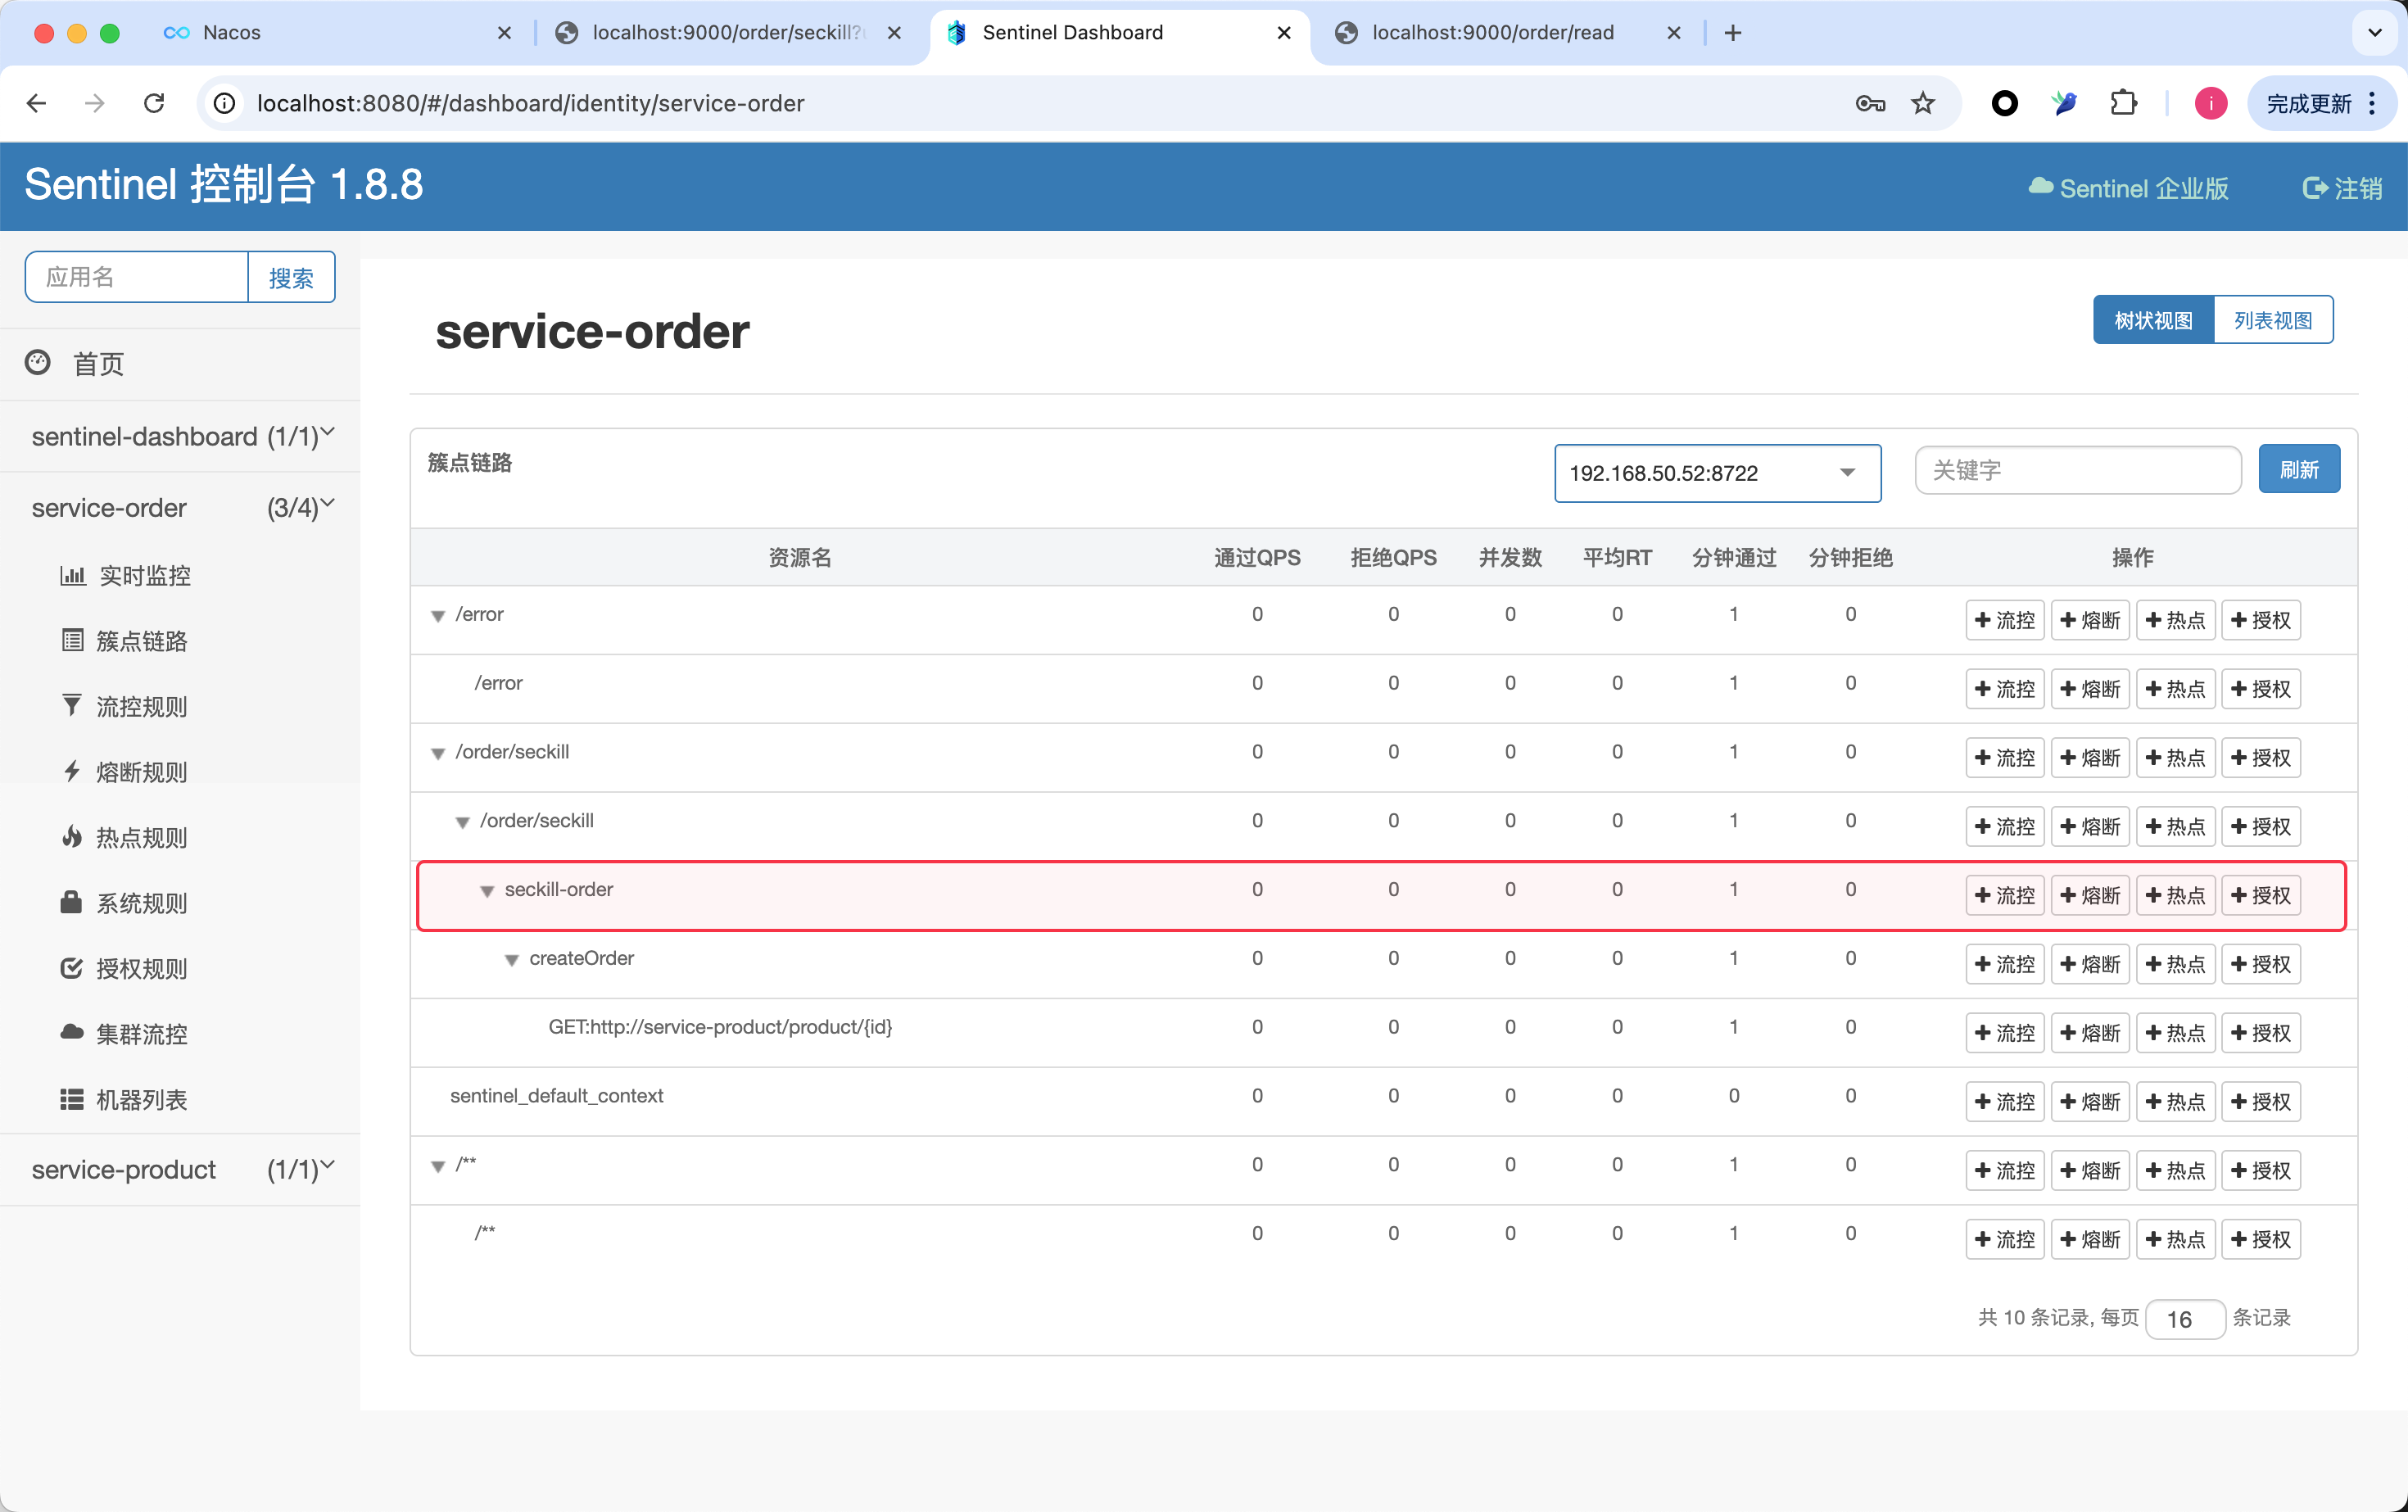 Nacos
localhost:9000/order/seckill?
Sentinel Dashboard
localhost:9000/order/read
localhost:8080/#/dashboard/identity/service-order
i
完成更新
Sentinel 控制台 1.8.8
Sentinel 企业版
注销
应用名
搜索
首页
sentinel-dashboard (1/1)
service-order (3/4)
实时监控
簇点链路
流控规则
熔断规则
热点规则
系统规则
授权规则
集群流控
机器列表
service-product (1/1)
service-order
树状视图 列表视图
簇点链路
192.168.50.52:8722
关键字
刷新
资源名 通过QPS 拒绝QPS 并发数 平均RT 分钟通过 分钟拒绝 操作
/error 0 0 0 0 1 0 流控 熔断 热点 授权
/error 0 0 0 0 1 0 流控 熔断 热点 授权
/order/seckill 0 0 0 0 1 0 流控 熔断 热点 授权
/order/seckill 0 0 0 0 1 0 流控 熔断 热点 授权
seckill-order 0 0 0 0 1 0 流控 熔断 热点 授权
createOrder 0 0 0 0 1 0 流控 熔断 热点 授权
GET:http://service-product/product/{id} 0 0 0 0 1 0 流控 熔断 热点 授权
sentinel_default_context 0 0 0 0 0 0 流控 熔断 热点 授权
/** 0 0 0 0 1 0 流控 熔断 热点 授权
/** 0 0 0 0 1 0 流控 熔断 热点 授权
共 10 条记录, 每页 16 条记录